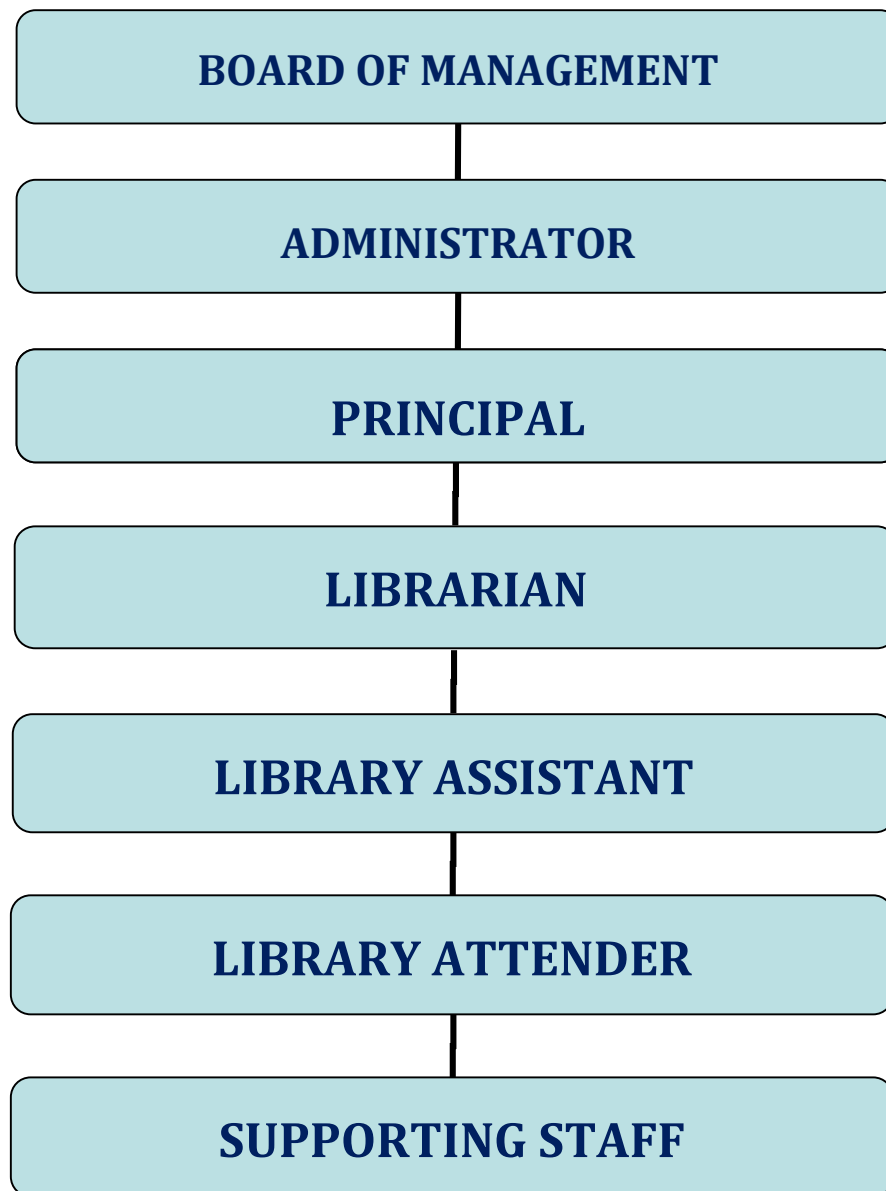 BOARD OF MANAGEMENT
ADMINISTRATOR
PRINCIPAL
LIBRARIAN
LIBRARY ASSISTANT
LIBRARY ATTENDER
SUPPORTING STAFF